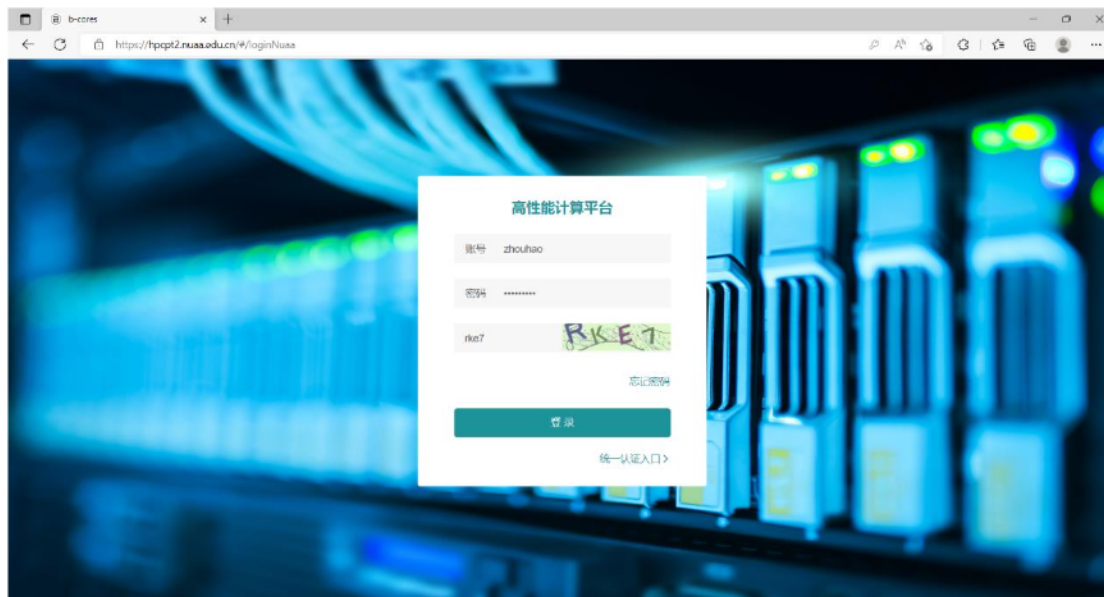 b-cores
https://hpcpt2.nuaa.edu.cn/#/loginNuaa
高性能计算平台
账号 zhouhao
密码 ·········
rke7 RKE7
忘记密码
登 录
统一认证入口 >